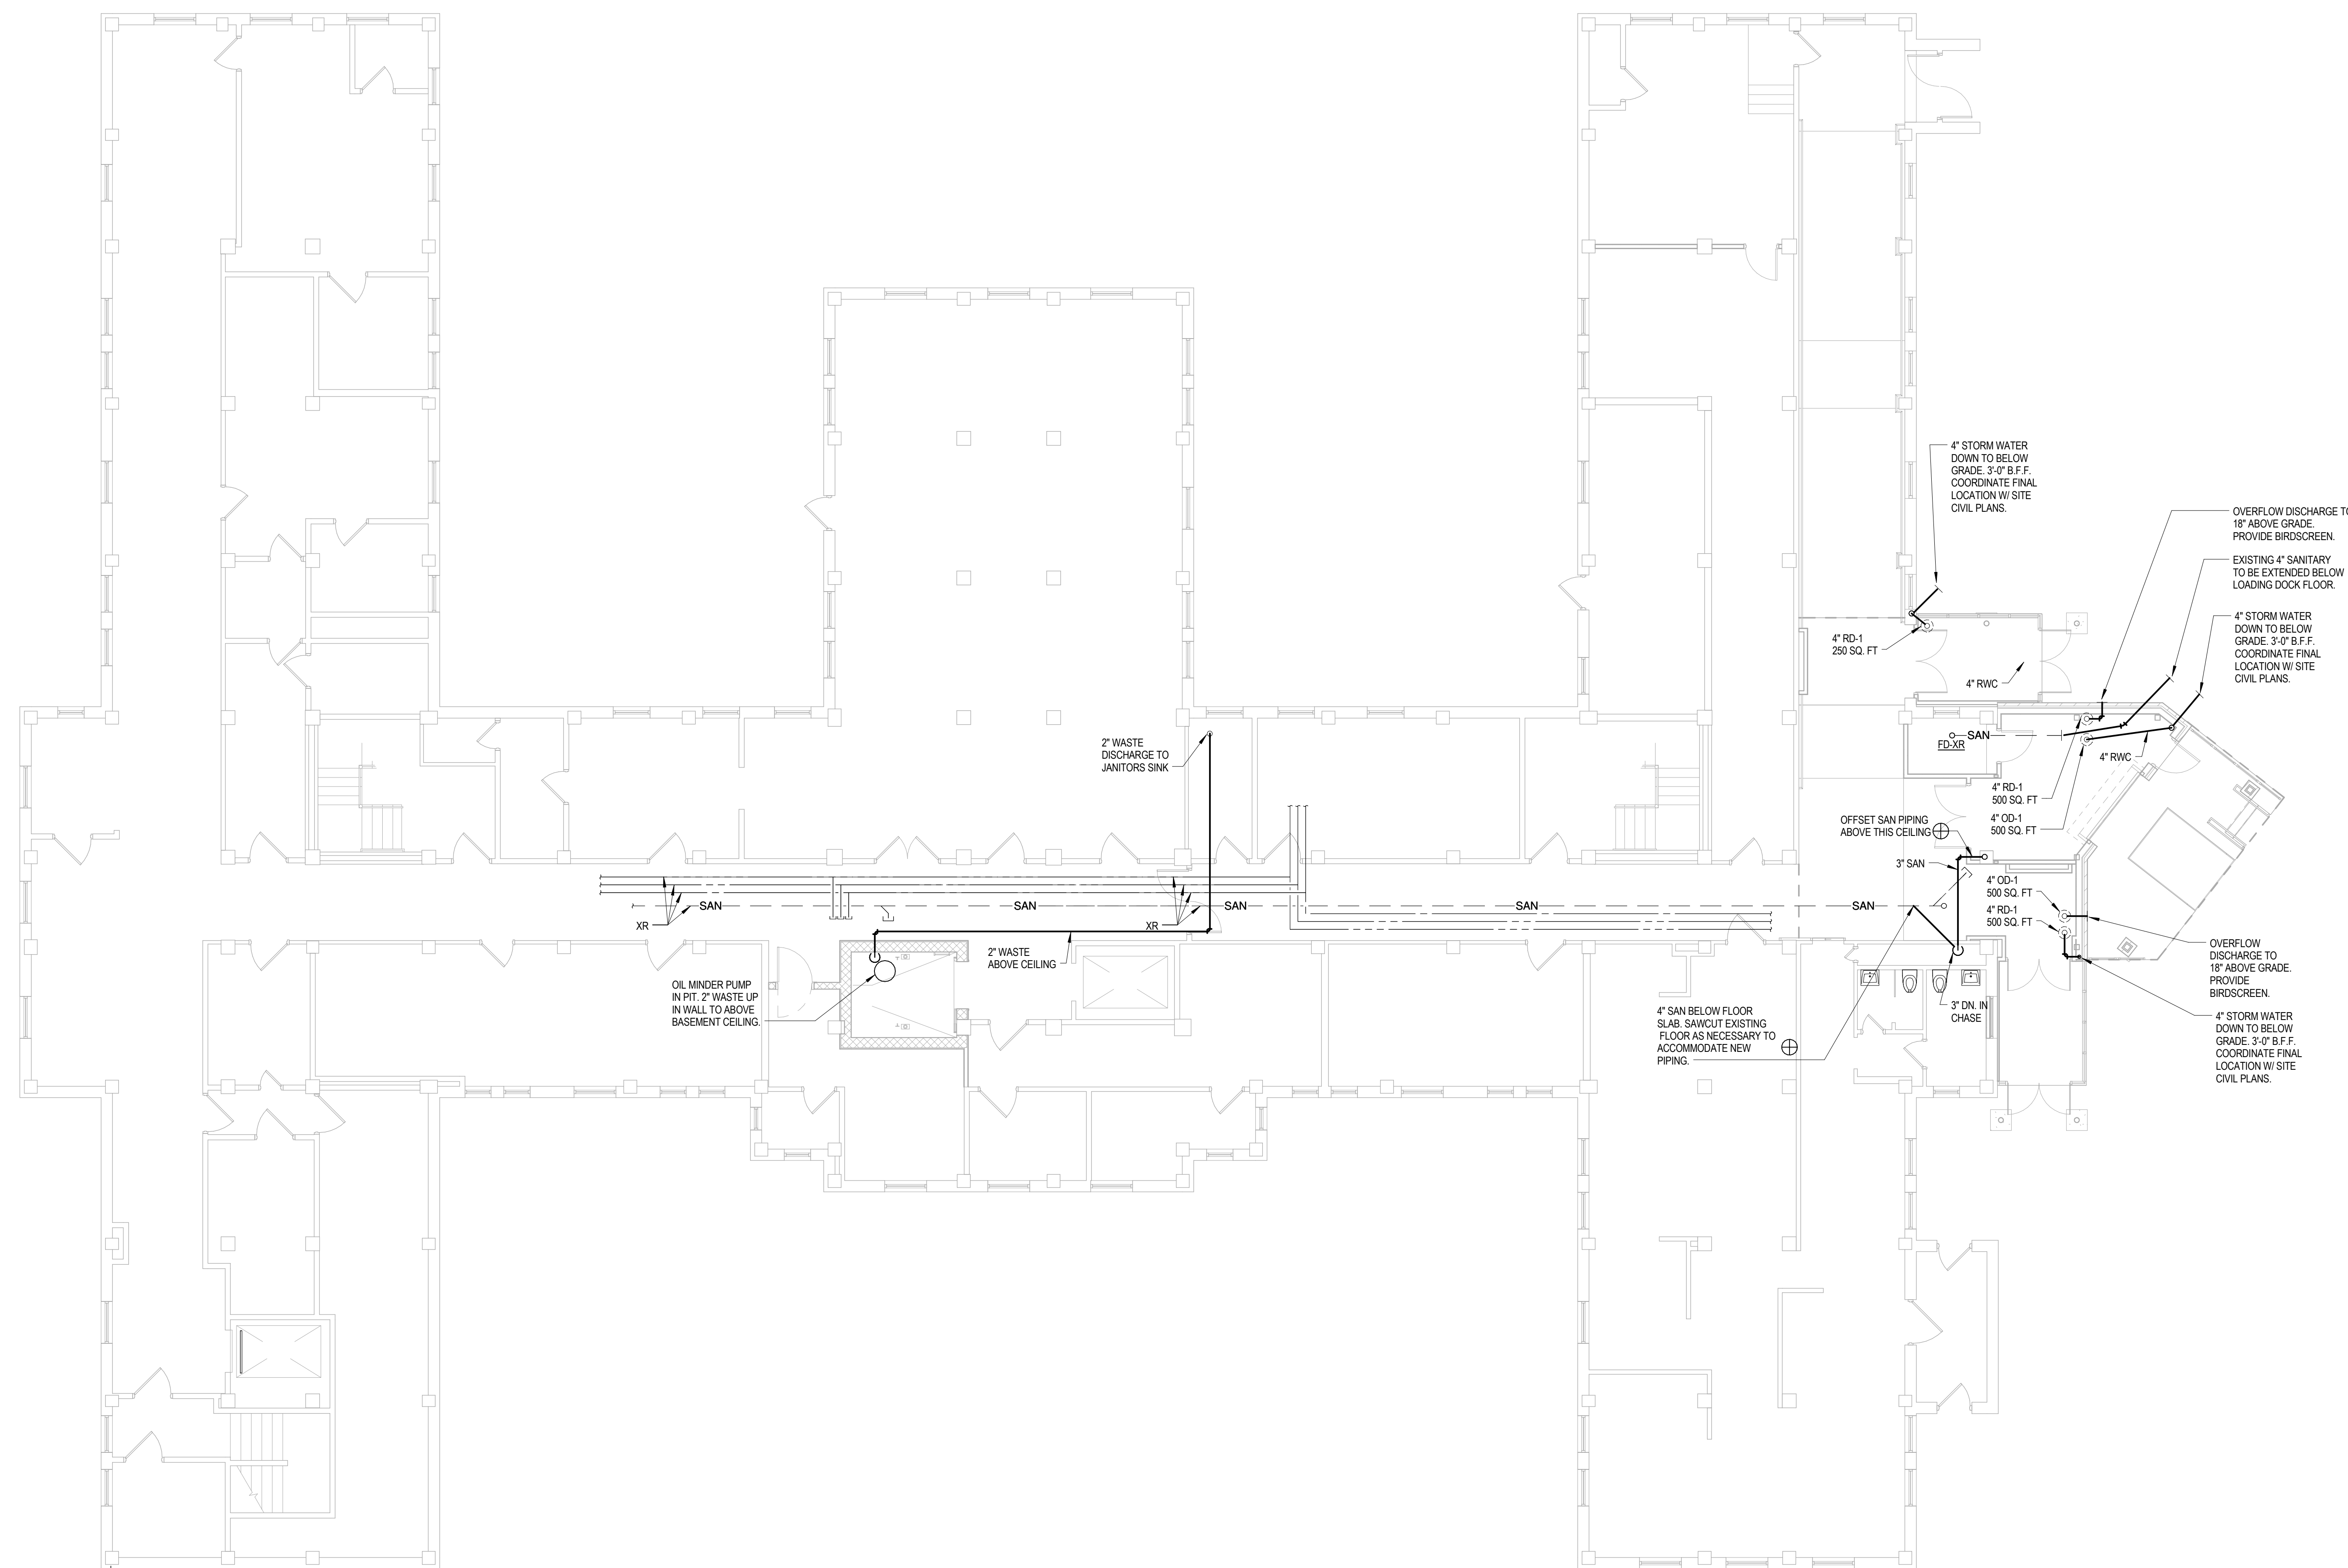 4" STORM WATER
DOWN TO BELOW
GRADE. 3'-0" B.F.F.
COORDINATE FINAL
LOCATION W/ SITE
CIVIL PLANS.
OVERFLOW DISCHARGE TO
18" ABOVE GRADE.
PROVIDE BIRDSCREEN.
EXISTING 4" SANITARY
TO BE EXTENDED BELOW
LOADING DOCK FLOOR.
4" STORM WATER
DOWN TO BELOW
GRADE. 3'-0" B.F.F.
COORDINATE FINAL
LOCATION W/ SITE
CIVIL PLANS.
4" RD-1
250 SQ. FT
4" RWC
SAN
FD-XR
4" RWC
4" RD-1
500 SQ. FT
4" OD-1
500 SQ. FT
2" WASTE
DISCHARGE TO
JANITORS SINK
OFFSET SAN PIPING
ABOVE THIS CEILING
3" SAN
4" OD-1
500 SQ. FT
4" RD-1
500 SQ. FT
SAN
SAN
SAN
SAN
SAN
XR
XR
2" WASTE
ABOVE CEILING
OIL MINDER PUMP
IN PIT. 2" WASTE UP
IN WALL TO ABOVE
BASEMENT CEILING.
OVERFLOW
DISCHARGE TO
18" ABOVE GRADE.
PROVIDE
BIRDSCREEN.
3" DN. IN
CHASE
4" SAN BELOW FLOOR
SLAB. SAWCUT EXISTING
FLOOR AS NECESSARY TO
ACCOMMODATE NEW
PIPING.
4" STORM WATER
DOWN TO BELOW
GRADE. 3'-0" B.F.F.
COORDINATE FINAL
LOCATION W/ SITE
CIVIL PLANS.